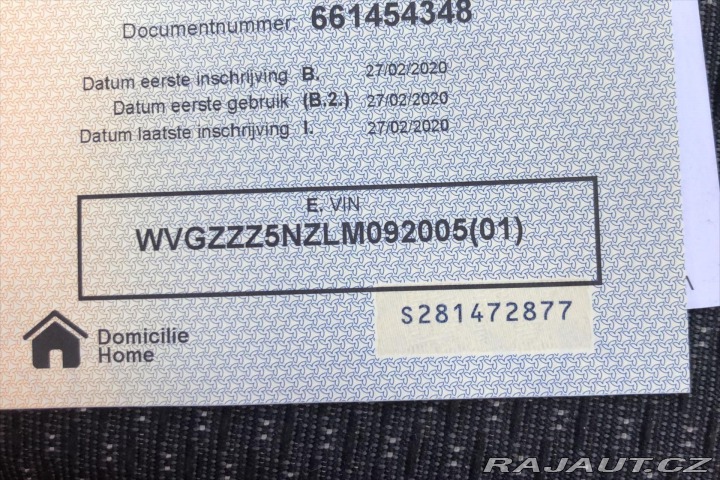 Documentnummer: 661454348
Datum eerste inschrijving B. 27/02/2020
Datum eerste gebruik (B.2.) 27/02/2020
Datum laatste inschrijving I. 27/02/2020
E. VIN
WVGZZZ5NZLM092005(01)
S281472877
Domicilie
Home
RAJAUT.CZ